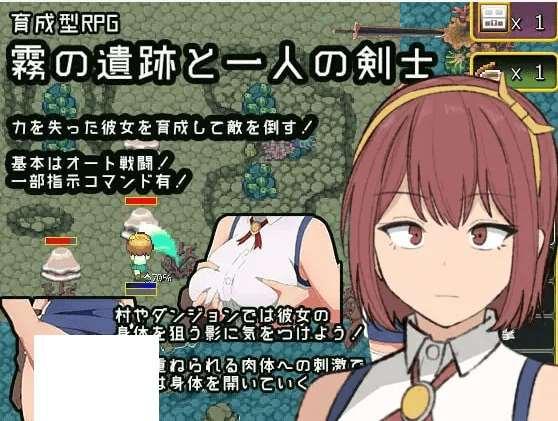 育成型RPG
霧の遺跡と一人の剣士
力を失った彼女を育成して敵を倒す！
基本はオート戦闘！
一部指示コマンド有！
x 1
x 1
70%
村やダンジョンでは彼女の
身体を狙う影に気をつけよう！
重ねられる肉体への刺激で
は身体を開いていく